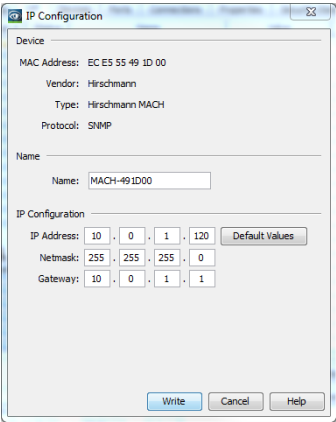 IP Configuration
Device
MAC Address: EC E5 55 49 1D 00
Vendor: Hirschmann
Type: Hirschmann MACH
Protocol: SNMP
Name
Name: MACH-491D00
IP Configuration
IP Address: 10 . 0 . 1 . 120 Default Values
Netmask: 255 . 255 . 255 . 0
Gateway: 10 . 0 . 1 . 1
Write Cancel Help